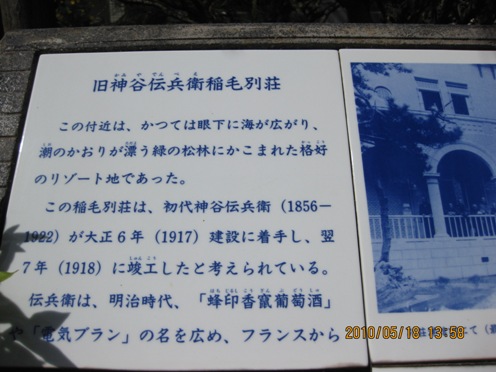 旧神谷伝兵衛稲毛別荘
この付近は、かつては眼下に海が広がり、
潮のかおりが漂う緑の松林にかこまれた格好
のリゾート地であった。
この稲毛別荘は、初代神谷伝兵衛（1856－
1922）が大正6年（1917）建設に着手し、翌
7年（1918）に竣工したと考えられている。
伝兵衛は、明治時代、「蜂印香竄葡萄酒」
や「電気ブラン」の名を広め、フランスから
2010/05/18 13:58